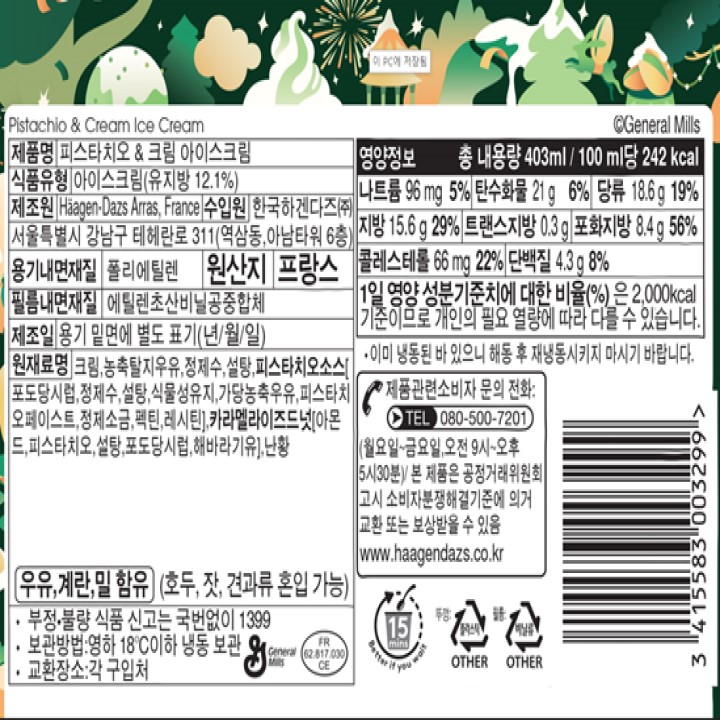 이 PC에 저장됨
Pistachio & Cream Ice Cream
©General Mills
제품명 피스타치오 & 크림 아이스크림
식품유형 아이스크림(유지방 12.1%)
제조원 Häagen-Dazs Arras, France 수입원 한국하겐다즈㈜
서울특별시 강남구 테헤란로 311(역삼동,아남타워 6층)
용기내면재질 폴리에틸렌 원산지 프랑스
필름내면재질 에틸렌초산비닐공중합체
제조일 용기 밑면에 별도 표기(년/월/일)
원재료명 크림,농축탈지우유,정제수,설탕,피스타치오소스[
포도당시럽,정제수,설탕,식물성유지,가당농축우유,피스타치
오페이스트,정제소금,펙틴,레시틴],카라멜라이즈드넛[아몬
드,피스타치오,설탕,포도당시럽,해바라기유],난황
우유,계란,밀 함유 (호두, 잣, 견과류 혼입 가능)
· 부정·불량 식품 신고는 국번없이 1399
· 보관방법:영하 18℃이하 냉동 보관
· 교환장소:각 구입처
General
Mills
FR
62.817.030
CE
영양정보 총 내용량 403ml / 100 ml당 242 kcal
나트륨 96 mg 5% 탄수화물 21 g 6% 당류 18.6 g 19%
지방 15.6 g 29% 트랜스지방 0.3 g 포화지방 8.4 g 56%
콜레스테롤 66 mg 22% 단백질 4.3 g 8%
1일 영양 성분기준치에 대한 비율(%) 은 2,000kcal
기준이므로 개인의 필요 열량에 따라 다를 수 있습니다.
·이미 냉동된 바 있으니 해동 후 재냉동시키지 마시기 바랍니다.
제품관련소비자 문의 전화:
TEL 080-500-7201
(월요일~금요일,오전 9시~오후
5시30분)/ 본 제품은 공정거래위원회
고시 소비자분쟁해결기준에 의거
교환 또는 보상받을 수 있음
www.haagendazs.co.kr
15
mins
Better if you wait
뚜껑: 플라스틱 OTHER
필름: 비닐류 OTHER
3 415583 003299 >